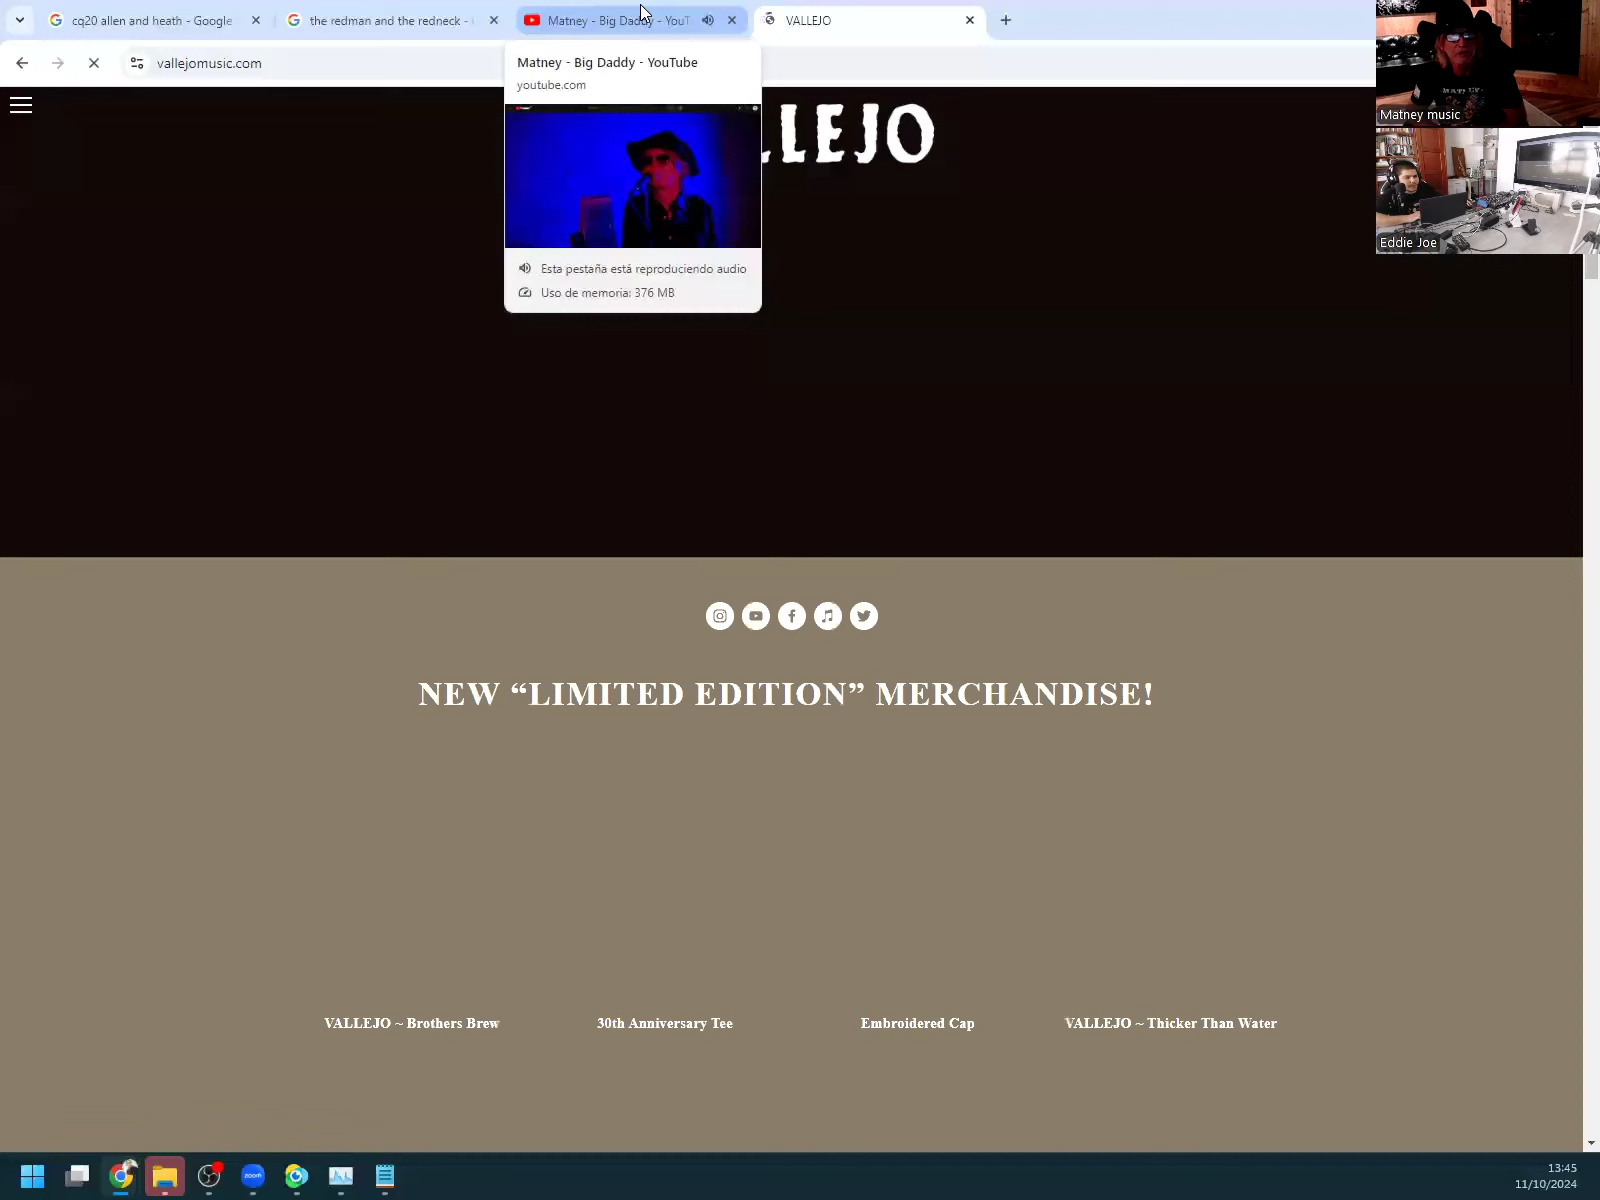 cq20 allen and heath - Google
the redman and the redneck -
Matney - Big Daddy - YouT
VALLEJO
vallejomusic.com
Matney - Big Daddy - YouTube
youtube.com
LLEJO
Esta pestaña está reproduciendo audio
Uso de memoria: 376 MB
Matney music
Eddie Joe
NEW “LIMITED EDITION” MERCHANDISE!
VALLEJO ~ Brothers Brew
30th Anniversary Tee
Embroidered Cap
VALLEJO ~ Thicker Than Water
zoom
13:45
11/10/2024